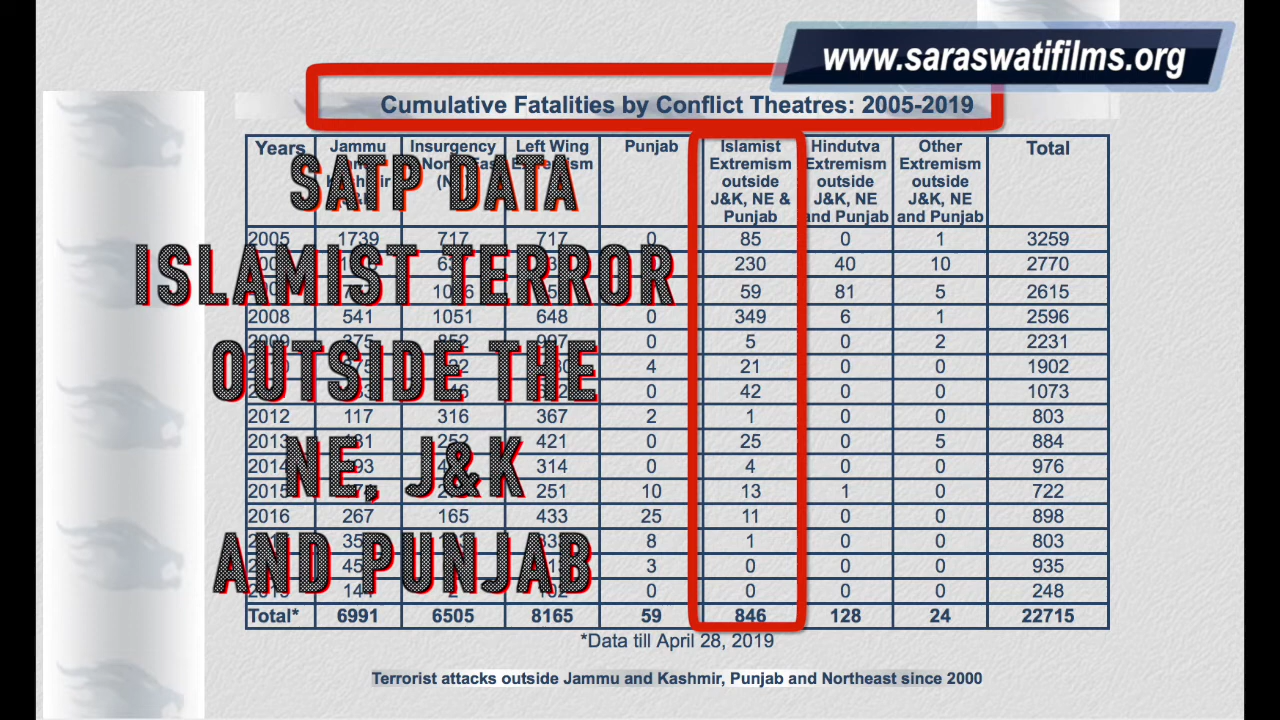 www.saraswatifilms.org
Cumulative Fatalities by Conflict Theatres: 2005-2019
Years Jammu Insurgency Left Wing Punjab Islamist Hindutva Other Total
Extremism Extremism Extremism
outside outside outside
J&K, NE & J&K, NE J&K, NE
Punjab and Punjab and Punjab
SATP DATA
ISLAMIST TERROR
OUTSIDE THE
NE, J&K
AND PUNJAB
2005 1739 717 717 0 85 0 1 3259
230 40 10 2770
59 81 5 2615
2008 541 1051 648 0 349 6 1 2596
0 5 0 2 2231
4 21 0 0 1902
0 42 0 0 1073
2012 117 316 367 2 1 0 0 803
2013 421 0 25 0 5 884
2014 314 0 4 0 0 976
2015 251 10 13 1 0 722
2016 267 165 433 25 11 0 0 898
8 1 0 0 803
3 0 0 0 935
0 0 0 0 248
Total* 6991 6505 8165 59 846 128 24 22715
*Data till April 28, 2019
Terrorist attacks outside Jammu and Kashmir, Punjab and Northeast since 2000